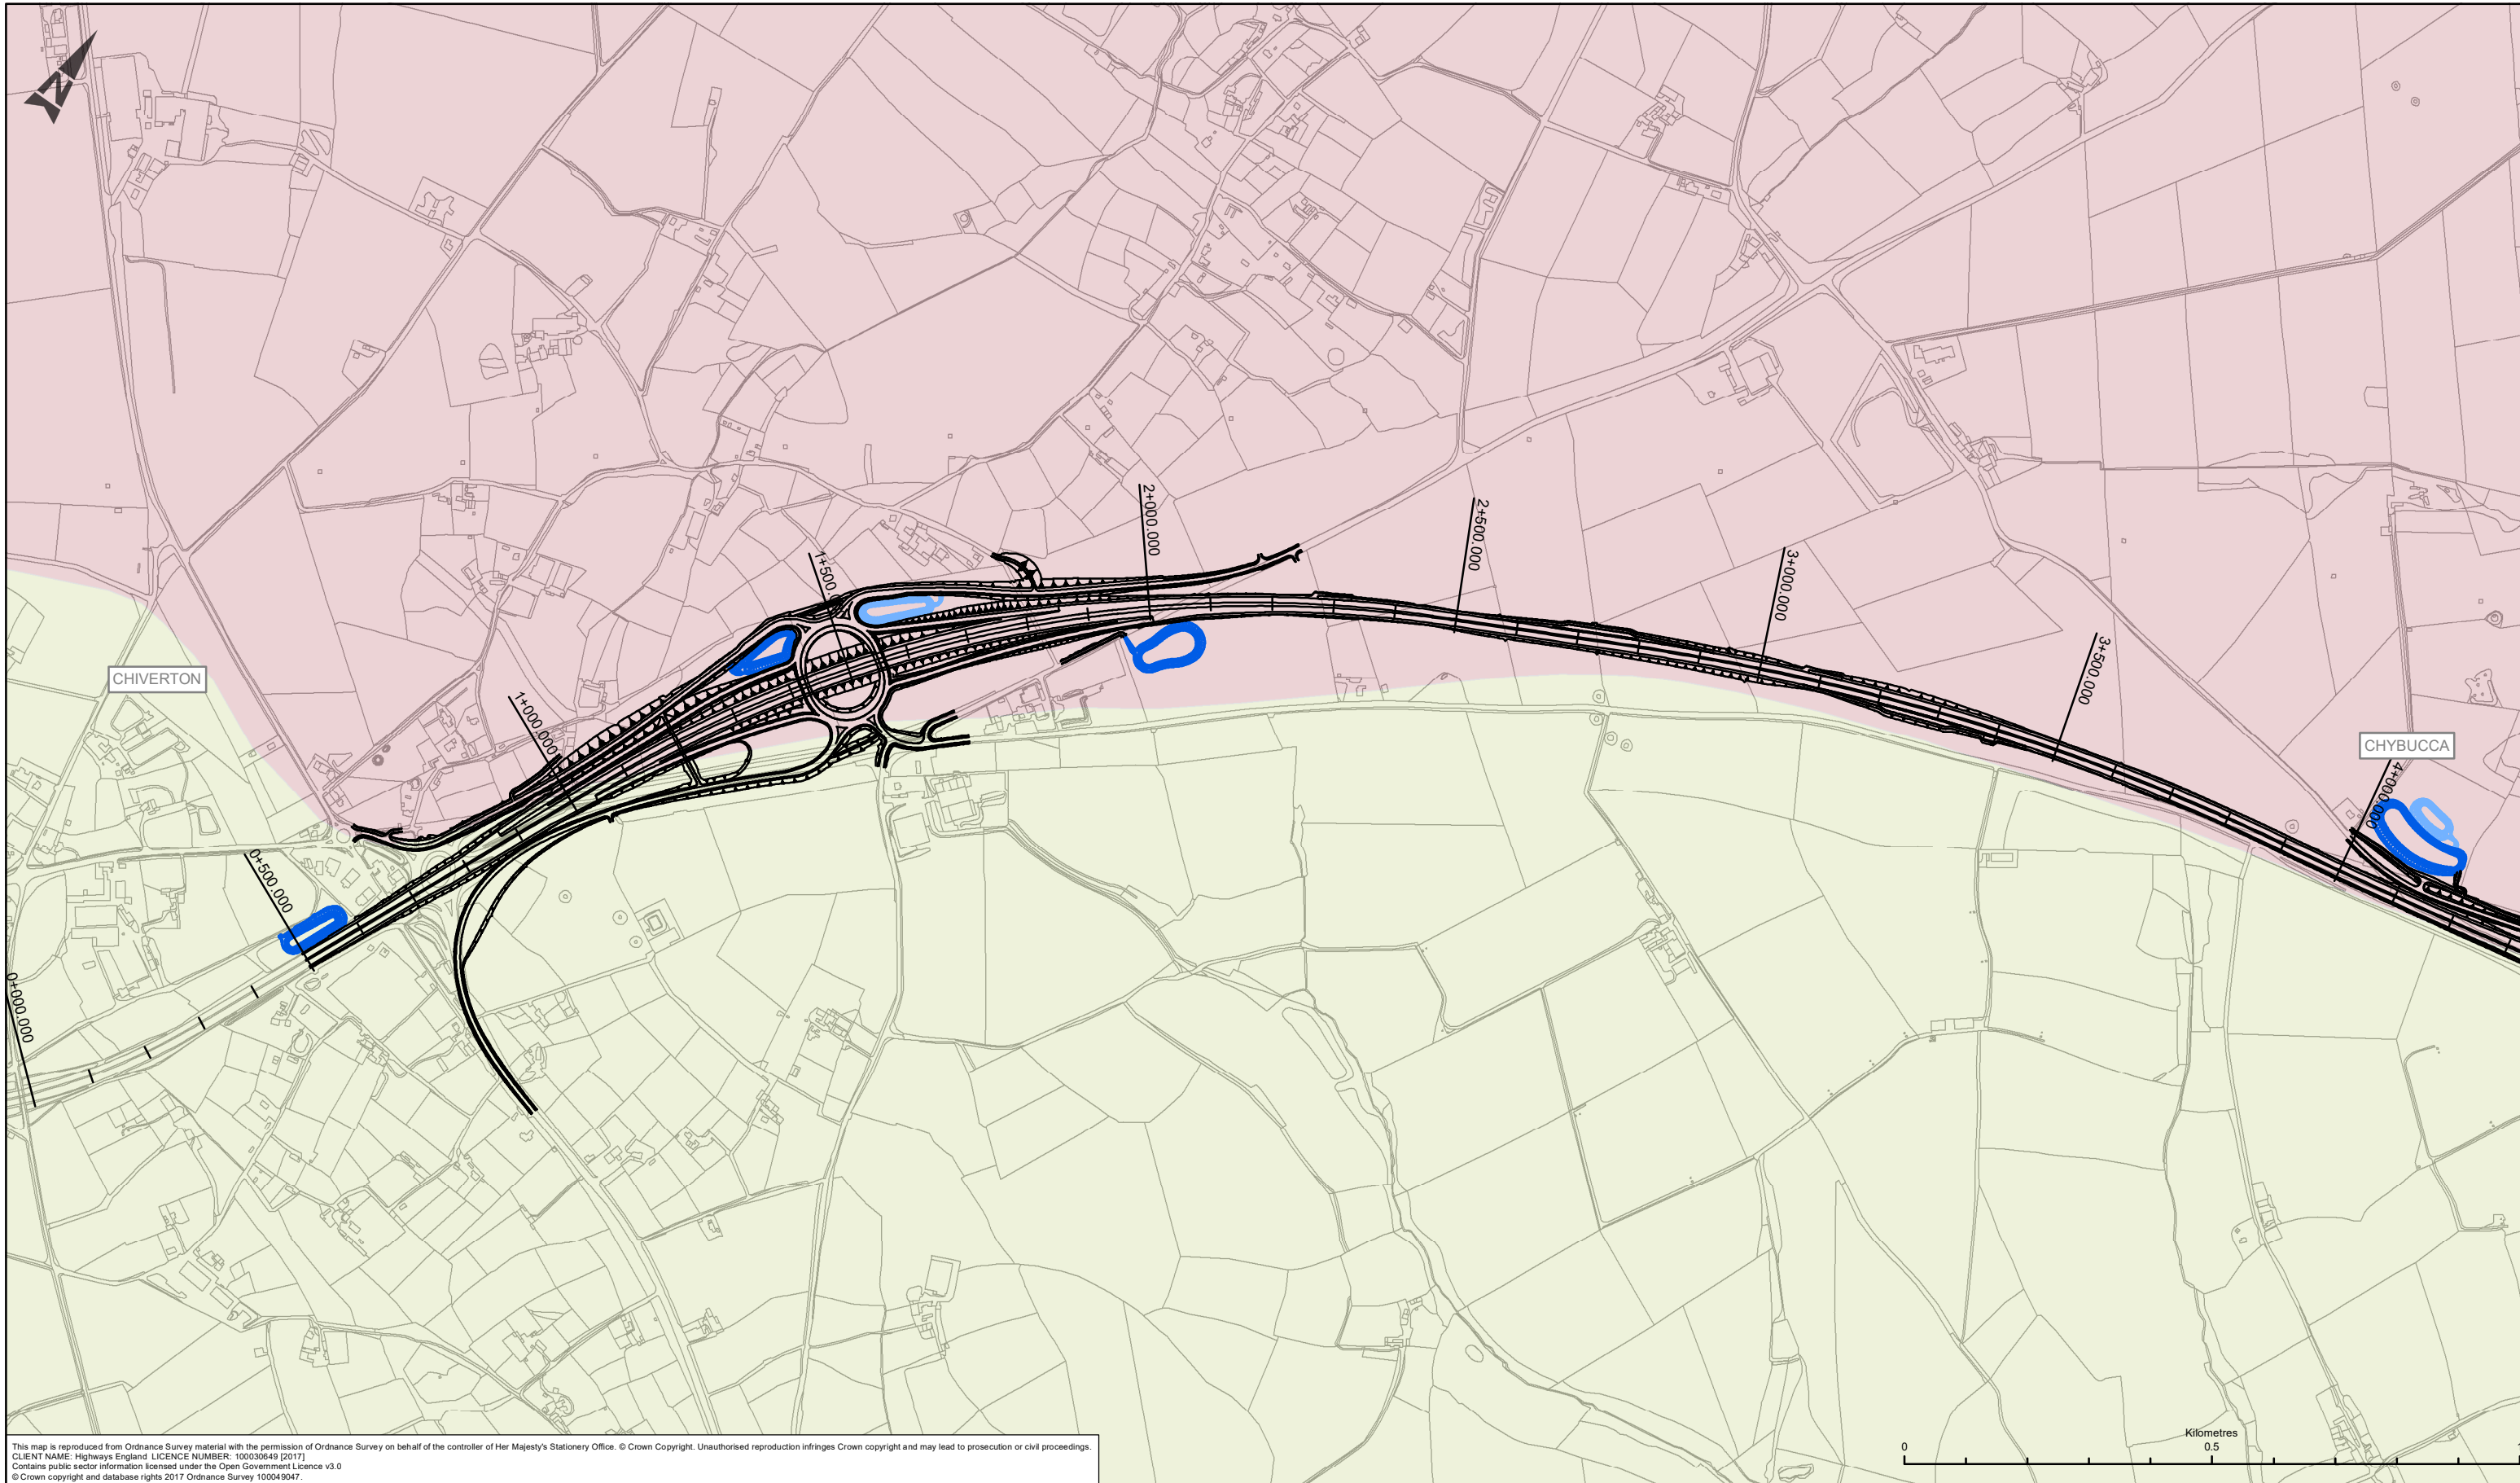 N
2+000.000
2+500.000
1+500.0
3+000.000
3+500.000
CHIVERTON
1+000.000
CHYBUCCA
4+000.000
0+500.000
0+000.000
Kilometres
0 0.5
This map is reproduced from Ordnance Survey material with the permission of Ordnance Survey on behalf of the controller of Her Majesty's Stationery Office. © Crown Copyright. Unauthorised reproduction infringes Crown copyright and may lead to prosecution or civil proceedings.
CLIENT NAME: Highways England LICENCE NUMBER: 100030649 [2017]
Contains public sector information licensed under the Open Government Licence v3.0
© Crown copyright and database rights 2017 Ordnance Survey 100049047.